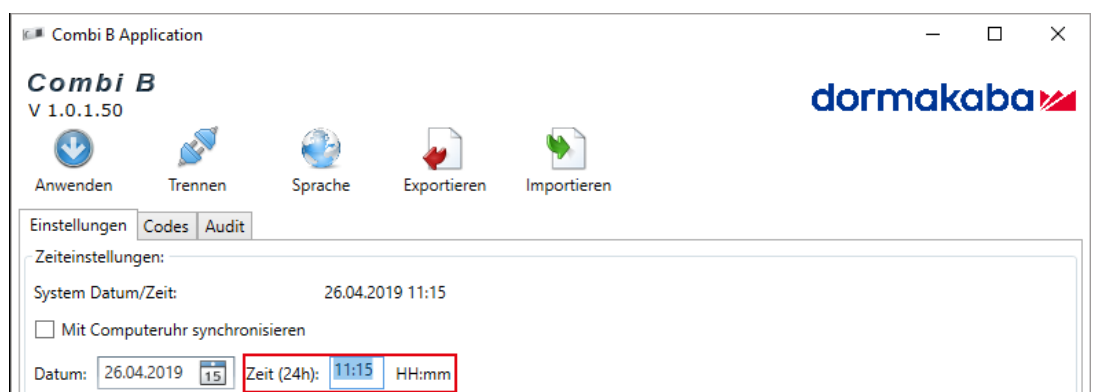 Combi B Application
Combi B
dormakaba
V 1.0.1.50
Anwenden Trennen Sprache Exportieren Importieren
Einstellungen Codes Audit
Zeiteinstellungen:
System Datum/Zeit: 26.04.2019 11:15
Mit Computeruhr synchronisieren
Datum: 26.04.2019 15 Zeit (24h): 11:15 HH:mm